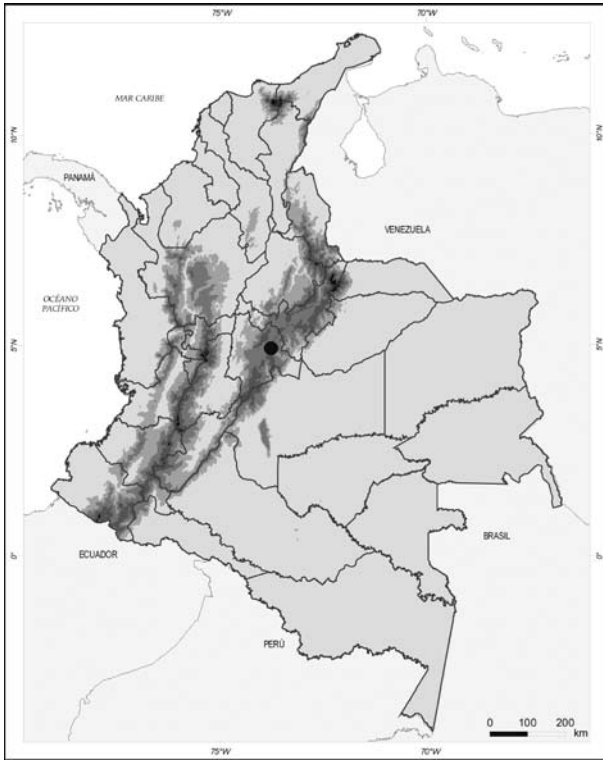 75°W 70°W
MAR CARIBE
10°N 10°N
PANAMÁ
VENEZUELA
OCÉANO
PACÍFICO
5°N 5°N
ECUADOR
BRASIL
0° 0°
PERÚ
0 100 200
km
75°W 70°W